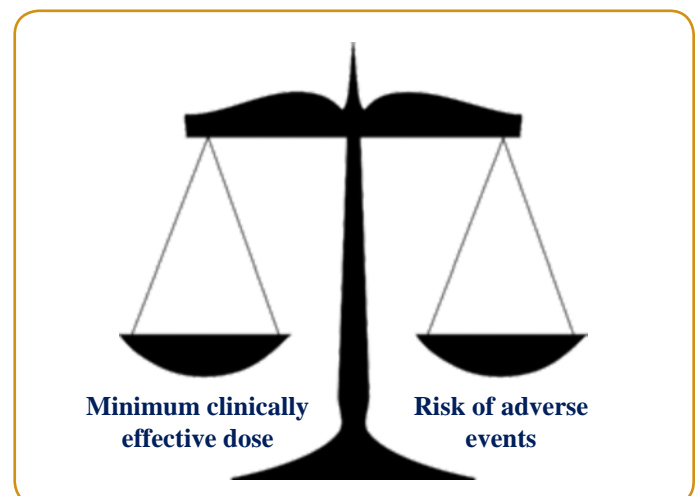 Minimum clinically
effective dose
Risk of adverse
events